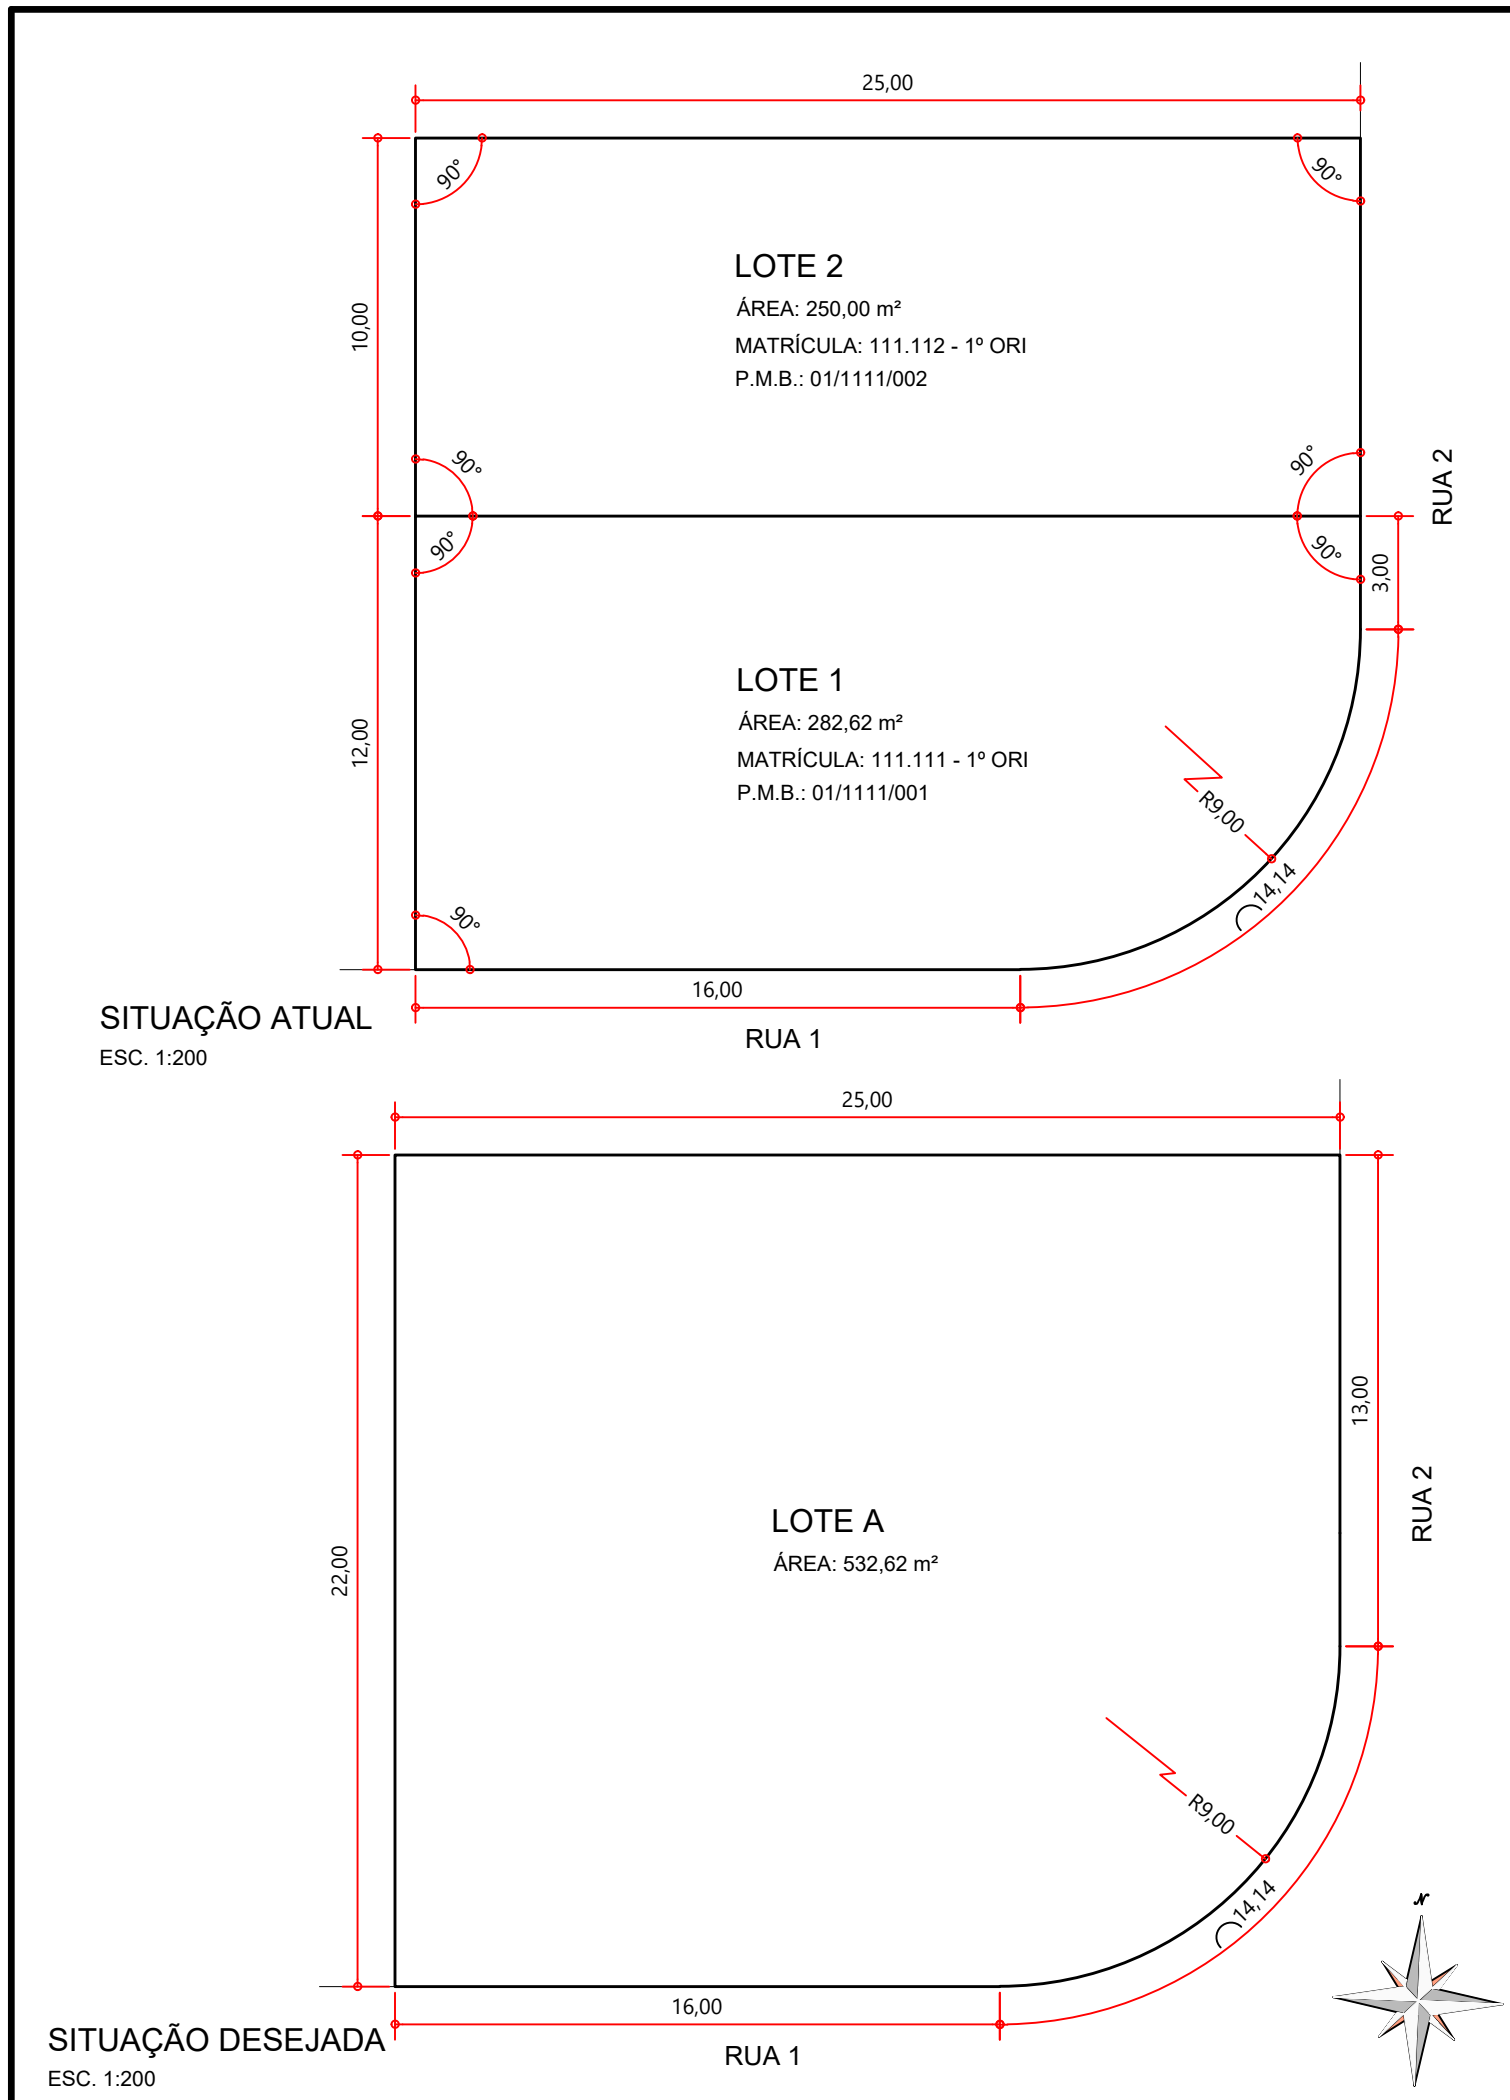 25,00
90°
90°
LOTE 2
ÁREA: 250,00 m²
MATRÍCULA: 111.112 - 1º ORI
P.M.B.: 01/1111/002
10,00
90°
90°
RUA 2
90°
90°
3,00
LOTE 1
ÁREA: 282,62 m²
MATRÍCULA: 111.111 - 1º ORI
P.M.B.: 01/1111/001
12,00
R9,00
14,14
90°
16,00
SITUAÇÃO ATUAL
ESC. 1:200
RUA 1
25,00
13,00
RUA 2
LOTE A
ÁREA: 532,62 m²
22,00
R9,00
14,14
N
16,00
SITUAÇÃO DESEJADA
ESC. 1:200
RUA 1